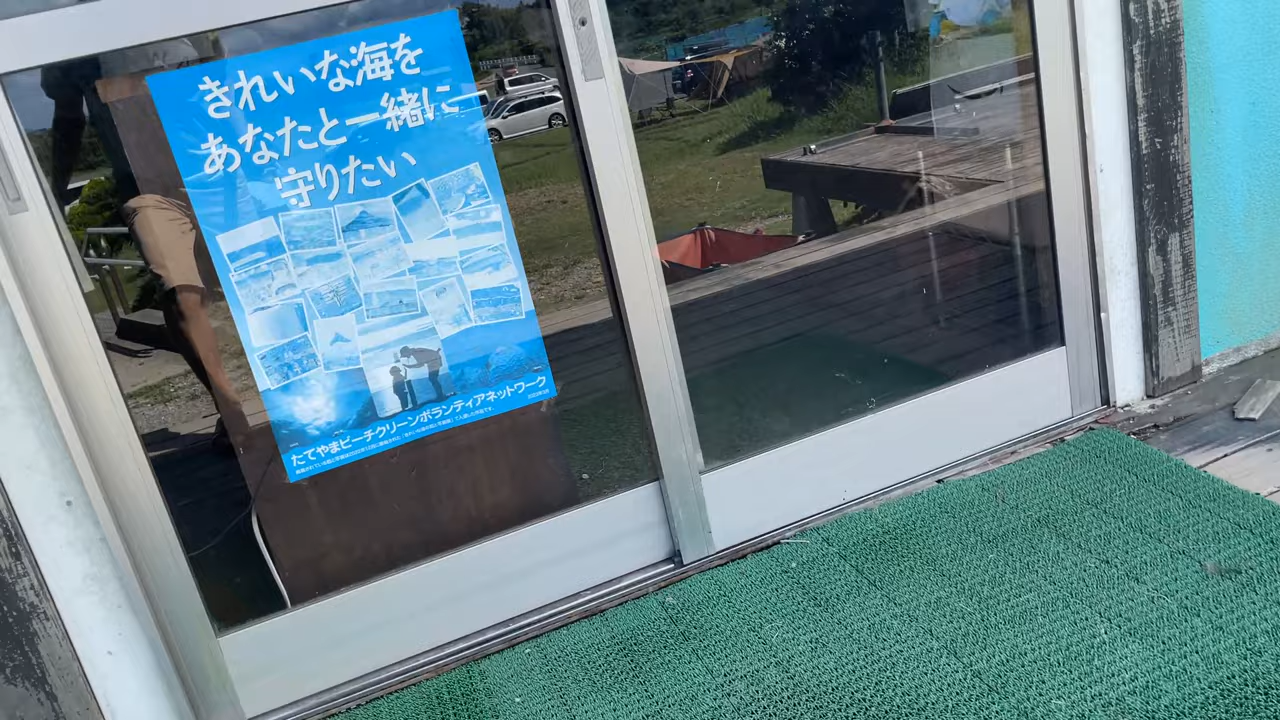 きれいな海を
あなたと一緒に
守りたい
たてやまビーチクリーンボランティアネットワーク